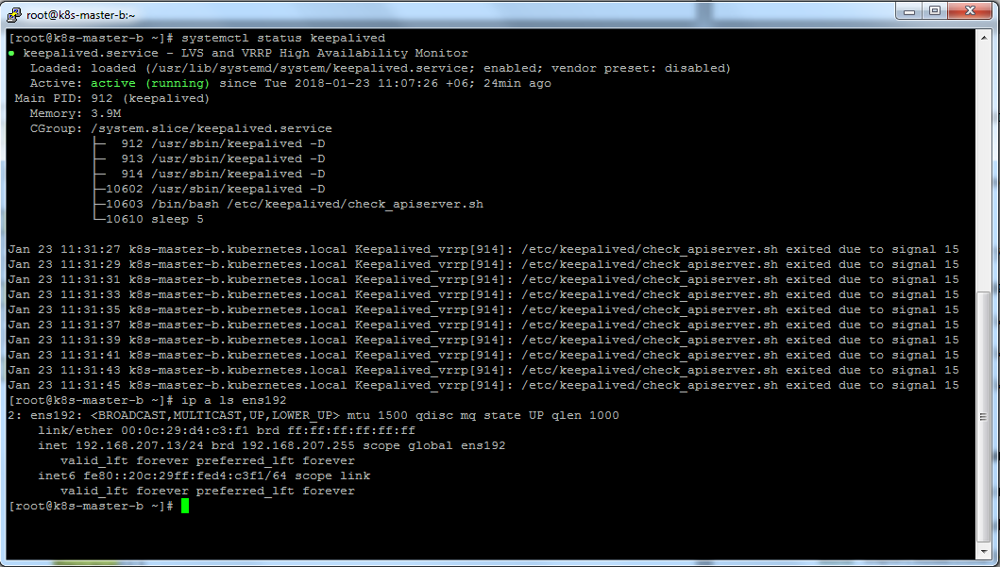 root@k8s-master-b:~
[root@k8s-master-b ~]# systemctl status keepalived
● keepalived.service - LVS and VRRP High Availability Monitor
   Loaded: loaded (/usr/lib/systemd/system/keepalived.service; enabled; vendor preset: disabled)
   Active: active (running) since Tue 2018-01-23 11:07:26 +06; 24min ago
 Main PID: 912 (keepalived)
   Memory: 3.9M
   CGroup: /system.slice/keepalived.service
           ├─  912 /usr/sbin/keepalived -D
           ├─  913 /usr/sbin/keepalived -D
           ├─  914 /usr/sbin/keepalived -D
           ├─10602 /usr/sbin/keepalived -D
           ├─10603 /bin/bash /etc/keepalived/check_apiserver.sh
           └─10610 sleep 5
Jan 23 11:31:27 k8s-master-b.kubernetes.local Keepalived_vrrp[914]: /etc/keepalived/check_apiserver.sh exited due to signal 15
Jan 23 11:31:29 k8s-master-b.kubernetes.local Keepalived_vrrp[914]: /etc/keepalived/check_apiserver.sh exited due to signal 15
Jan 23 11:31:31 k8s-master-b.kubernetes.local Keepalived_vrrp[914]: /etc/keepalived/check_apiserver.sh exited due to signal 15
Jan 23 11:31:33 k8s-master-b.kubernetes.local Keepalived_vrrp[914]: /etc/keepalived/check_apiserver.sh exited due to signal 15
Jan 23 11:31:35 k8s-master-b.kubernetes.local Keepalived_vrrp[914]: /etc/keepalived/check_apiserver.sh exited due to signal 15
Jan 23 11:31:37 k8s-master-b.kubernetes.local Keepalived_vrrp[914]: /etc/keepalived/check_apiserver.sh exited due to signal 15
Jan 23 11:31:39 k8s-master-b.kubernetes.local Keepalived_vrrp[914]: /etc/keepalived/check_apiserver.sh exited due to signal 15
Jan 23 11:31:41 k8s-master-b.kubernetes.local Keepalived_vrrp[914]: /etc/keepalived/check_apiserver.sh exited due to signal 15
Jan 23 11:31:43 k8s-master-b.kubernetes.local Keepalived_vrrp[914]: /etc/keepalived/check_apiserver.sh exited due to signal 15
Jan 23 11:31:45 k8s-master-b.kubernetes.local Keepalived_vrrp[914]: /etc/keepalived/check_apiserver.sh exited due to signal 15
[root@k8s-master-b ~]# ip a ls ens192
2: ens192: <BROADCAST,MULTICAST,UP,LOWER_UP> mtu 1500 qdisc mq state UP qlen 1000
    link/ether 00:0c:29:d4:c3:f1 brd ff:ff:ff:ff:ff:ff
    inet 192.168.207.13/24 brd 192.168.207.255 scope global ens192
       valid_lft forever preferred_lft forever
    inet6 fe80::20c:29ff:fed4:c3f1/64 scope link
       valid_lft forever preferred_lft forever
[root@k8s-master-b ~]#